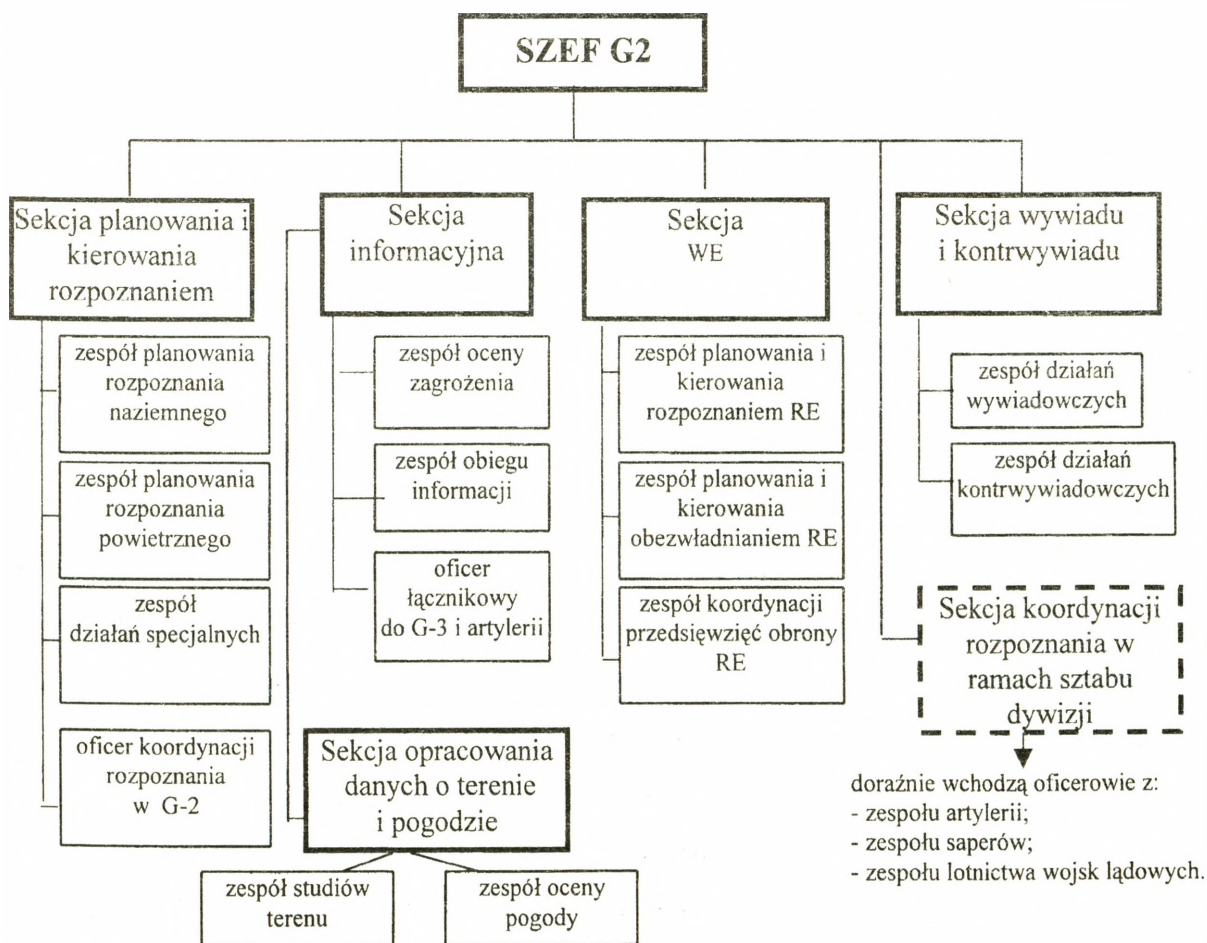 SZEF G2
Sekcja planowania i
kierowania
rozpoznaniem
zespół planowania
rozpoznania
naziemnego
zespół planowania
rozpoznania
powietrznego
zespół
działań specjalnych
oficer koordynacji
rozpoznania
w G-2
Sekcja
informacyjna
zespół oceny
zagrożenia
zespół obiegu
informacji
oficer
łącznikowy
do G-3 i artylerii
Sekcja opracowania
danych o terenie
i pogodzie
zespół studiów
terenu
zespół oceny
pogody
Sekcja
WE
zespół planowania i
kierowania
rozpoznaniem RE
zespół planowania i
kierowania
obezwładnianiem RE
zespół koordynacji
przedsięwzięć obrony
RE
Sekcja wywiadu
i kontrwywiadu
zespół działań
wywiadowczych
zespół działań
kontrwywiadowczych
Sekcja koordynacji
rozpoznania w
ramach sztabu
dywizji
doraźnie wchodzą oficerowie z:
- zespołu artylerii;
- zespołu saperów;
- zespołu lotnictwa wojsk lądowych.